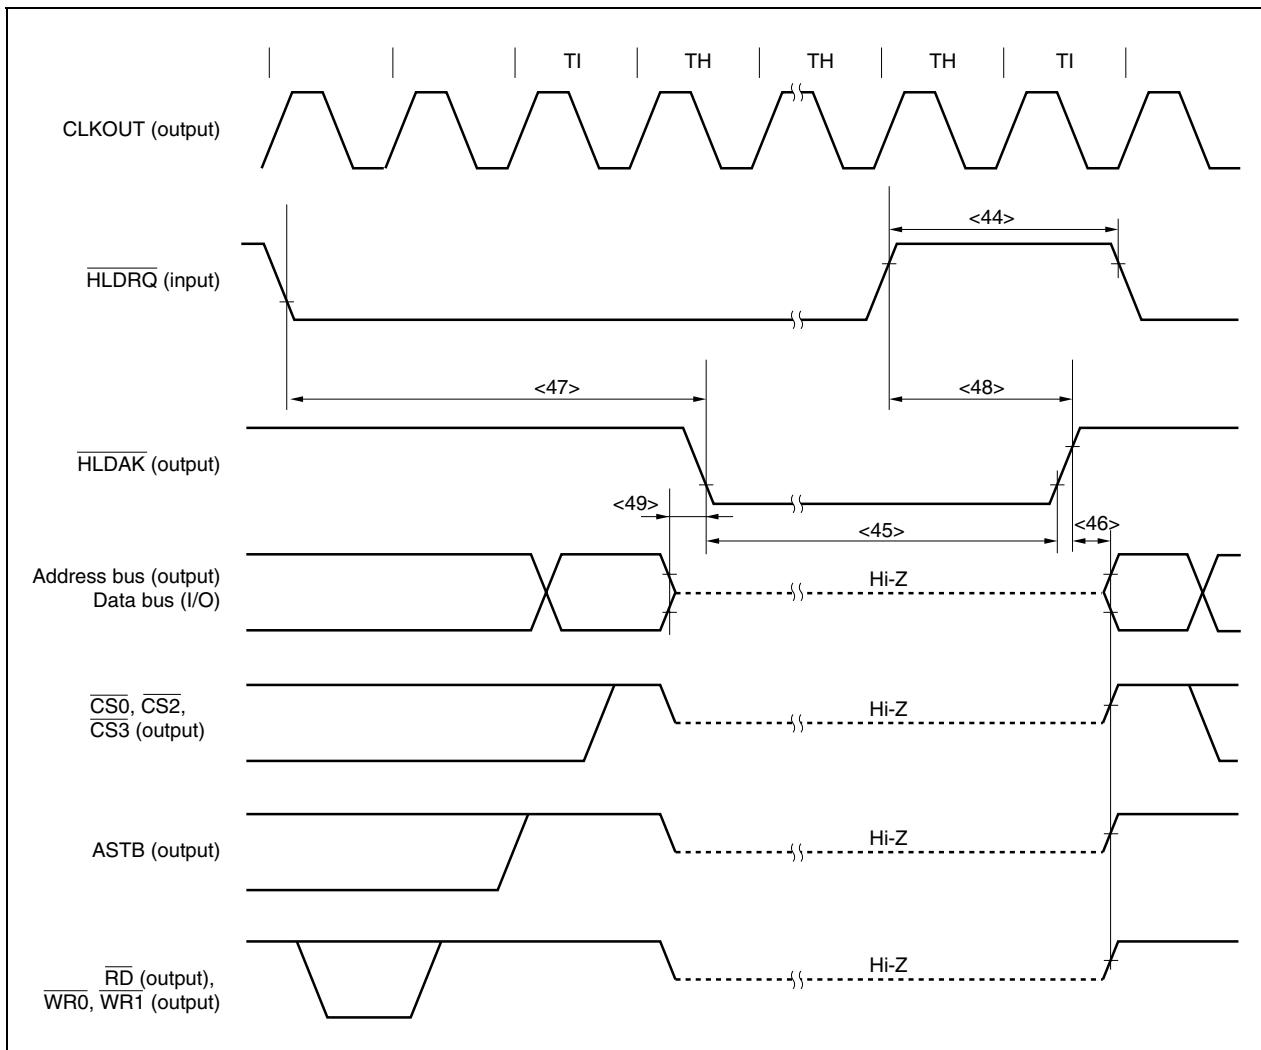 TI TH TH TH TI
CLKOUT (output)
<44>
HLDRQ (input)
<47> <48>
HLDAK (output)
<49> <45> <46>
Address bus (output)
Data bus (I/O)
Hi-Z
CS0, CS2,
CS3 (output)
Hi-Z
ASTB (output)
Hi-Z
RD (output),
WR0, WR1 (output)
Hi-Z